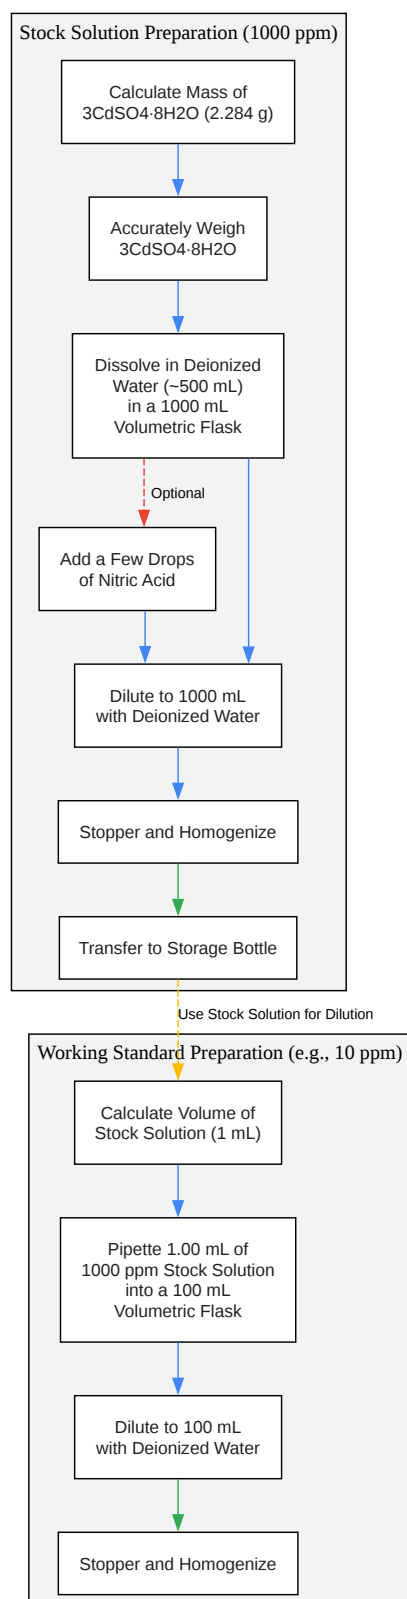 Stock Solution Preparation (1000 ppm)
Calculate Mass of
3CdSO4·8H2O (2.284 g)
Accurately Weigh
3CdSO4·8H2O
Dissolve in Deionized
Water (~500 mL)
in a 1000 mL
Volumetric Flask
Optional
Add a Few Drops
of Nitric Acid
Dilute to 1000 mL
with Deionized Water
Stopper and Homogenize
Transfer to Storage Bottle
Use Stock Solution for Dilution
Working Standard Preparation (e.g., 10 ppm)
Calculate Volume of
Stock Solution (1 mL)
Pipette 1.00 mL of
1000 ppm Stock Solution
into a 100 mL
Volumetric Flask
Dilute to 100 mL
with Deionized Water
Stopper and Homogenize